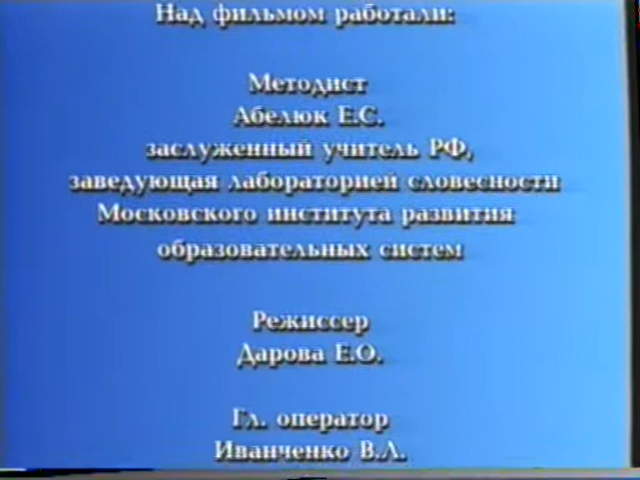 Над фильмом работали:
Методист
Абелюк Е.С.
заслуженный учитель РФ,
заведующая лабораторией словесности
Московского института развития
образовательных систем
Режиссер
Дарова Е.О.
Гл. оператор
Иванченко В.Л.